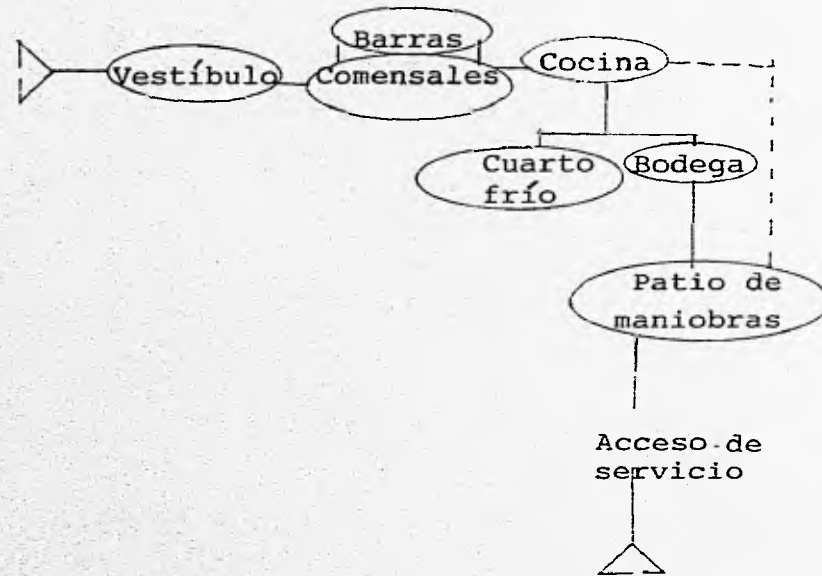 Barras
Vestíbulo
Comensales
Cocina
Cuarto
frío
Bodega
Patio de
maniobras
Acceso de
servicio